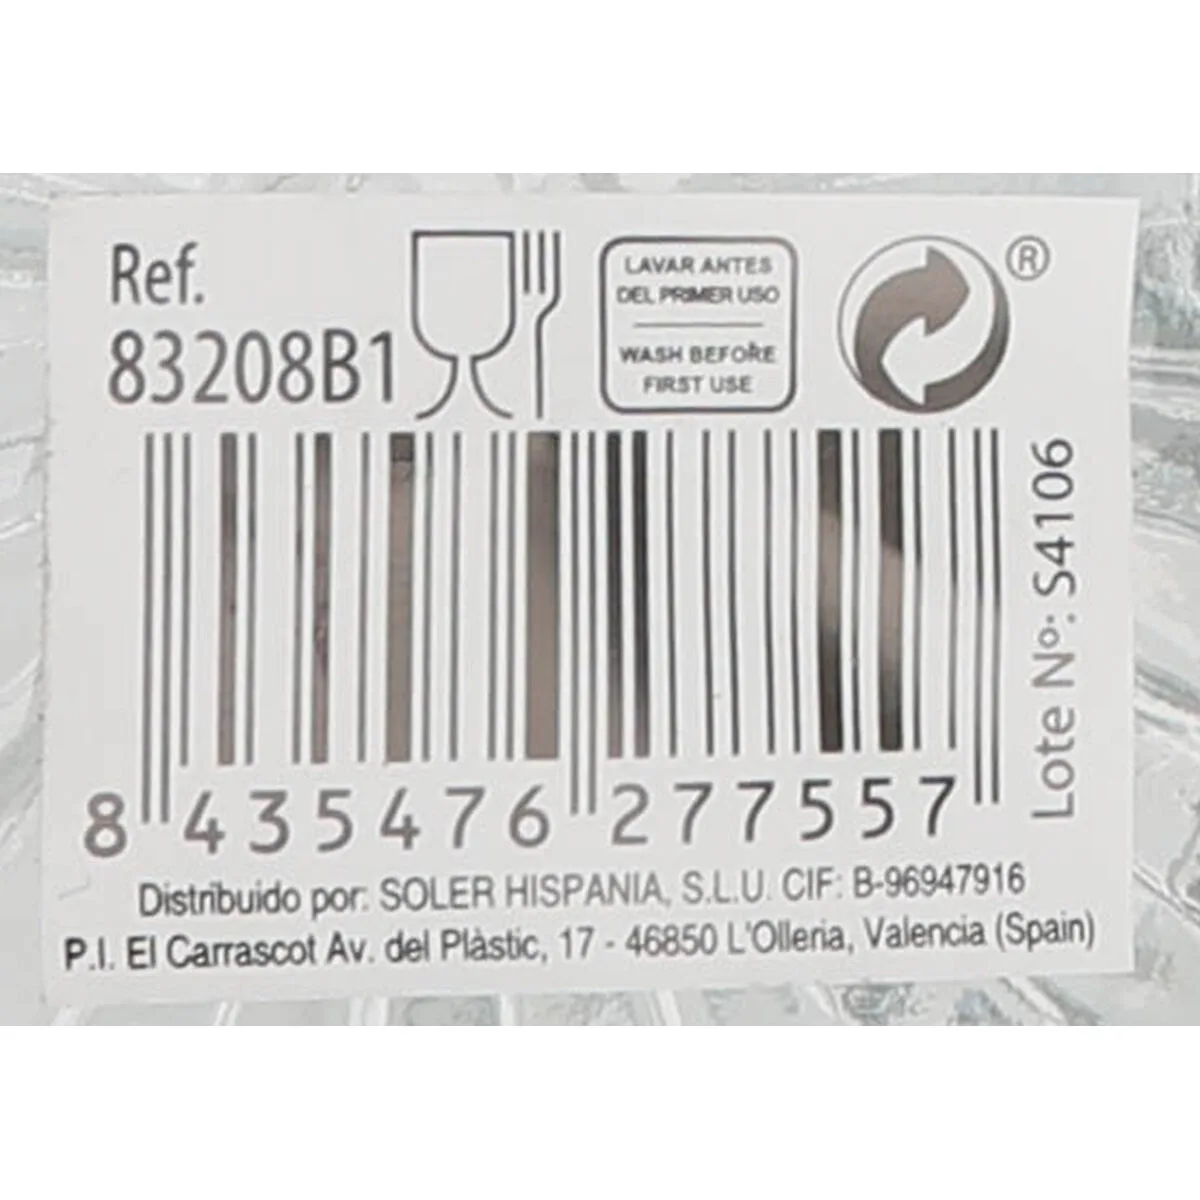 Ref.
83208B1
LAVAR ANTES
DEL PRIMER USO
WASH BEFORE
FIRST USE
®
Lote Nº: S4106
8 435476 277557
Distribuido por: SOLER HISPANIA, S.L.U. CIF: B-96947916
P.I. El Carrascot Av. del Plàstic, 17 - 46850 L'Olleria, Valencia (Spain)